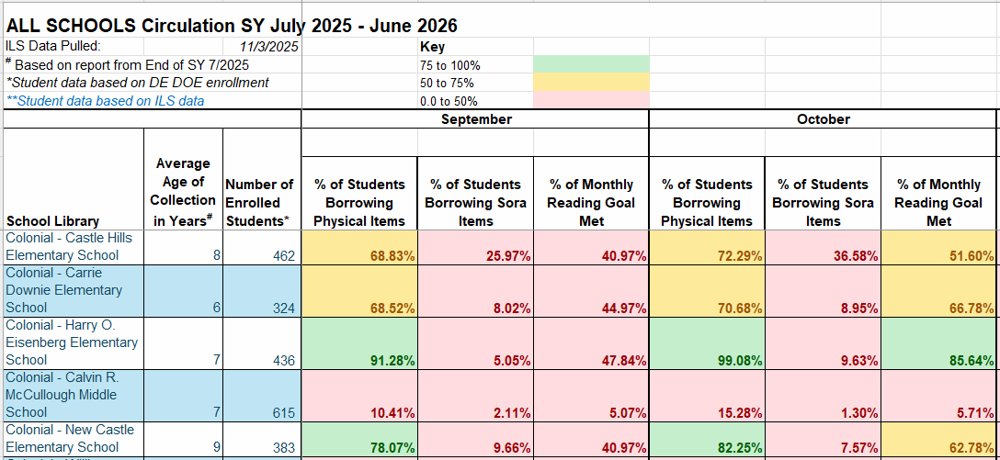 ALL SCHOOLS Circulation SY July 2025 - June 2026
ILS Data Pulled: 11/3/2025 Key
# Based on report from End of SY 7/2025 75 to 100%
*Student data based on DE DOE enrollment 50 to 75%
**Student data based on ILS data 0.0 to 50%
September October
School Library
Average Age of Collection in Years#
Number of Enrolled Students*
% of Students Borrowing Physical Items
% of Students Borrowing Sora Items
% of Monthly Reading Goal Met
% of Students Borrowing Physical Items
% of Students Borrowing Sora Items
% of Monthly Reading Goal Met
Colonial - Castle Hills
Elementary School 8 462 68.83% 25.97% 40.97% 72.29% 36.58% 51.60%
Colonial - Carrie
Downie Elementary
School 6 324 68.52% 8.02% 44.97% 70.68% 8.95% 66.78%
Colonial - Harry O.
Eisenberg Elementary
School 7 436 91.28% 5.05% 47.84% 99.08% 9.63% 85.64%
Colonial - Calvin R.
McCullough Middle
School 7 615 10.41% 2.11% 5.07% 15.28% 1.30% 5.71%
Colonial - New Castle
Elementary School 9 383 78.07% 9.66% 40.97% 82.25% 7.57% 62.78%